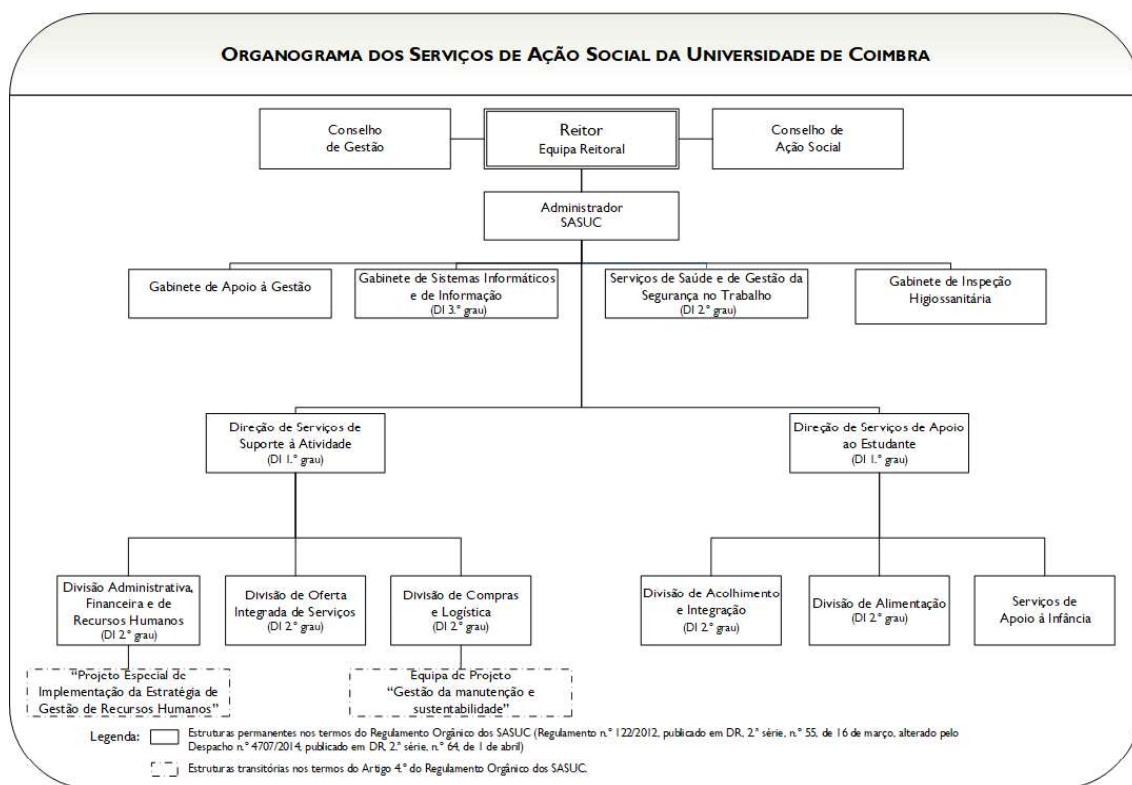 ORGANOGRAMA DOS SERVIÇOS DE AÇÃO SOCIAL DA UNIVERSIDADE DE COIMBRA
Conselho
de Gestão
Reitor
Equipa Reitoral
Conselho de
Ação Social
Administrador
SASUC
Gabinete de Apoio à Gestão
Gabinete de Sistemas Informáticos
e de Informação
(DI 3.º grau)
Serviços de Saúde e de Gestão da
Segurança no Trabalho
(DI 2.º grau)
Gabinete de Inspeção
Higiossanitária
Direção de Serviços de
Suporte à Atividade
(DI 1.º grau)
Direção de Serviços de Apoio
ao Estudante
(DI 1.º grau)
Divisão Administrativa,
Financeira e de
Recursos Humanos
(DI 2.º grau)
Divisão de Oferta
Integrada de Serviços
(DI 2.º grau)
Divisão de Compras
e Logística
(DI 2.º grau)
Divisão de Acolhimento
e Integração
(DI 2.º grau)
Divisão de Alimentação
(DI 2.º grau)
Serviços de
Apoio à Infância
“Projeto Especial de
Implementação da Estratégia de
Gestão de Recursos Humanos”
Equipa de Projeto
“Gestão da manutenção e
sustentabilidade”
Legenda:
Estruturas permanentes nos termos do Regulamento Orgânico dos SASUC (Regulamento n.º 122/2012, publicado em DR, 2.ª série, n.º 55, de 16 de março, alterado pelo
Despacho n.º 4707/2014, publicado em DR, 2.ª série, n.º 64, de 1 de abril)
Estruturas transitórias nos termos do Artigo 4.º do Regulamento Orgânico dos SASUC.